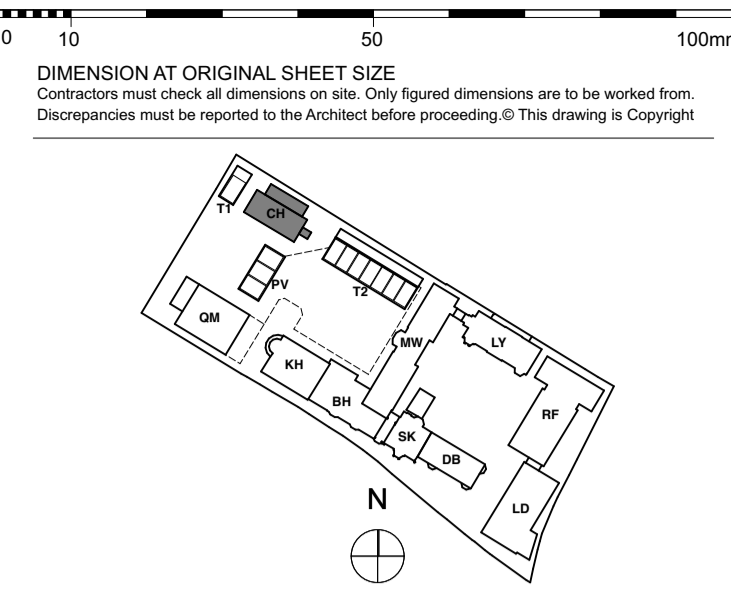 0 10 50 100mm
DIMENSION AT ORIGINAL SHEET SIZE
Contractors must check all dimensions on site. Only figured dimensions are to be worked from.
Discrepancies must be reported to the Architect before proceeding.© This drawing is Copyright
T1
CH
PV
T2
QM
MW
LY
KH
BH
RF
SK
DB
LD
N